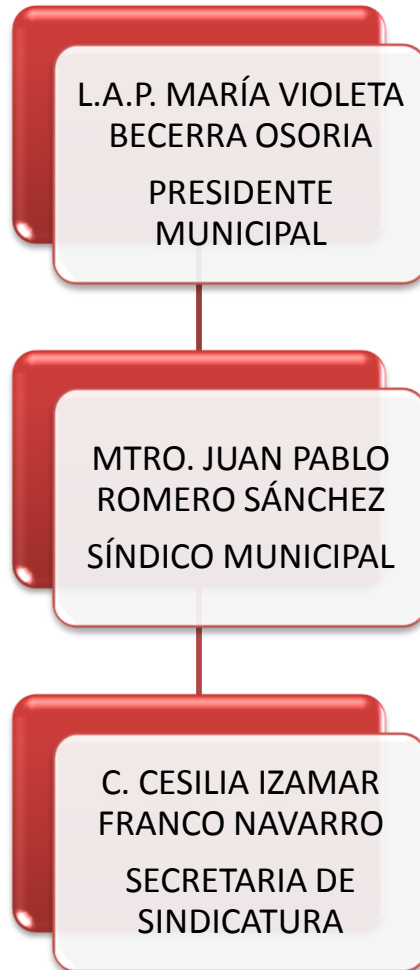 L.A.P. MARÍA VIOLETA
BECERRA OSORIA
PRESIDENTE
MUNICIPAL
MTRO. JUAN PABLO
ROMERO SÁNCHEZ
SÍNDICO MUNICIPAL
C. CESILIA IZAMAR
FRANCO NAVARRO
SECRETARIA DE
SINDICATURA